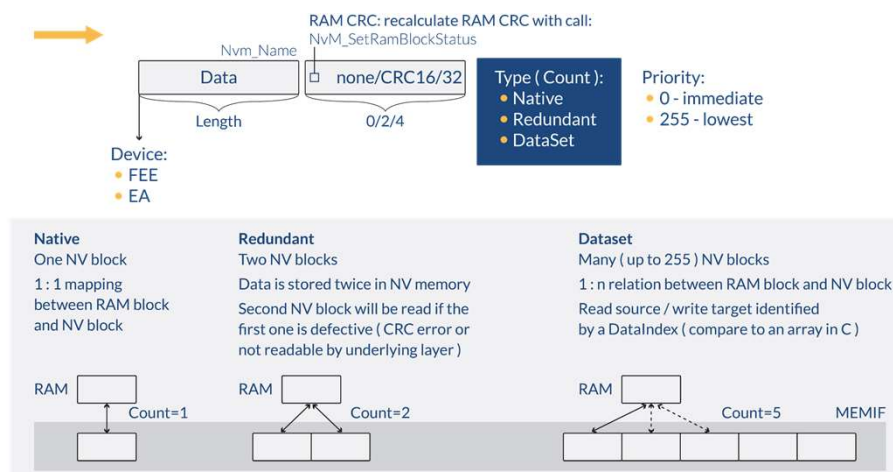 RAM CRC: recalculate RAM CRC with call:
NvM_SetRamBlockStatus
Nvm_Name
Data
none/CRC16/32
Length
0/2/4
Device:
• FEE
• EA
Type ( Count ):
• Native
• Redundant
• DataSet
Priority:
• 0 - immediate
• 255 - lowest
Native
One NV block
1 : 1 mapping
between RAM block
and NV block
RAM
Count=1
Redundant
Two NV blocks
Data is stored twice in NV memory
Second NV block will be read if the
first one is defective ( CRC error or
not readable by underlying layer )
RAM
Count=2
Dataset
Many ( up to 255 ) NV blocks
1 : n relation between RAM block and NV block
Read source / write target identified
by a DataIndex ( compare to an array in C )
RAM
Count=5
MEMIF